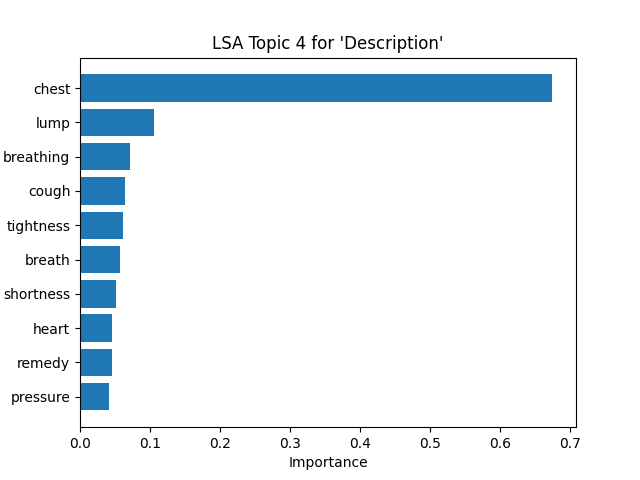 LSA Topic 4 for 'Description'
chest
lump
breathing
cough
tightness
breath
shortness
heart
remedy
pressure
0.0 0.1 0.2 0.3 0.4 0.5 0.6 0.7
Importance